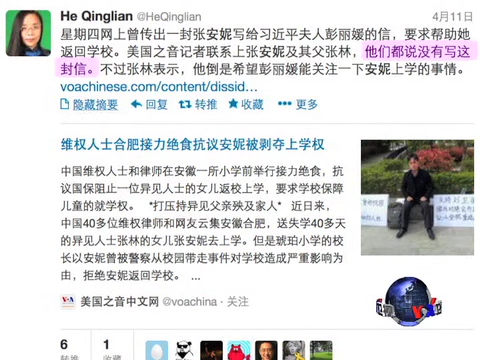 He Qinglian @HeQinglian 4月11日
星期四网上曾传出一封张安妮写给习近平夫人彭丽媛的信，要求帮助她
返回学校。美国之音记者联系上张安妮及其父张林，他们都说没有写这
封信。不过张林表示，他倒是希望彭丽媛能关注一下安妮上学的事情。
voachinese.com/content/dissid…
隐藏摘要 回复 转推 收藏 更多
维权人士合肥接力绝食抗议安妮被剥夺上学权
中国维权人士和律师在安徽一所小学前举行接力绝食，抗
议国保阻止一位异见人士的女儿返校上学，要求学校保障
儿童的就学权。 *打压持异见父亲殃及家人* 近日来，
中国40多位维权律师和网友云集安徽合肥，送失学40多天
的异见人士张林的女儿张安妮去上学。但是琥珀小学的校
长以安妮曾被警察从校园带走事件对学校造成严重影响为
由，拒绝安妮返回学校。 ...
VOA 美国之音中文网 @voachina · 关注
VOA
6 1
转推 收藏